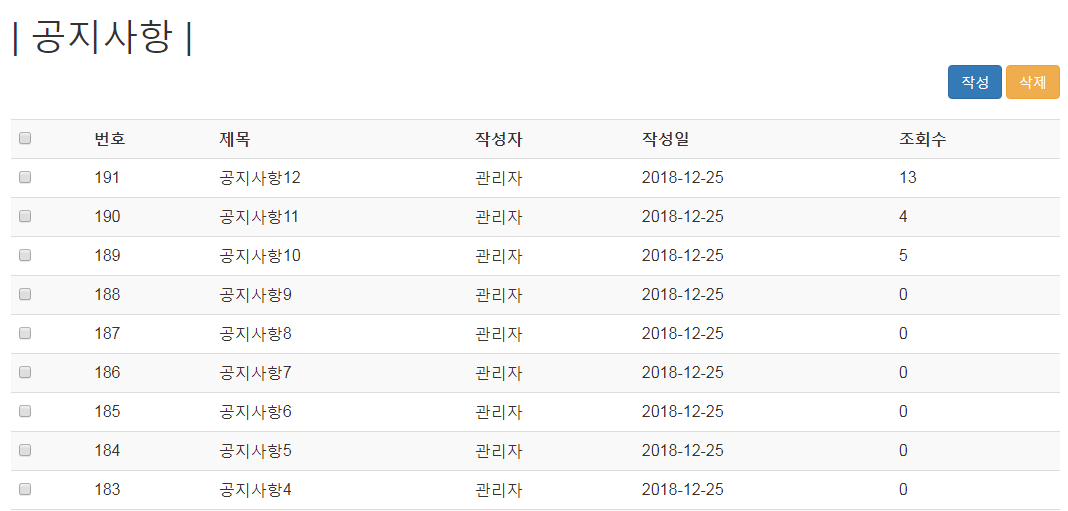 | 공지사항 |
작성 삭제
번호 제목 작성자 작성일 조회수
191 공지사항12 관리자 2018-12-25 13
190 공지사항11 관리자 2018-12-25 4
189 공지사항10 관리자 2018-12-25 5
188 공지사항9 관리자 2018-12-25 0
187 공지사항8 관리자 2018-12-25 0
186 공지사항7 관리자 2018-12-25 0
185 공지사항6 관리자 2018-12-25 0
184 공지사항5 관리자 2018-12-25 0
183 공지사항4 관리자 2018-12-25 0